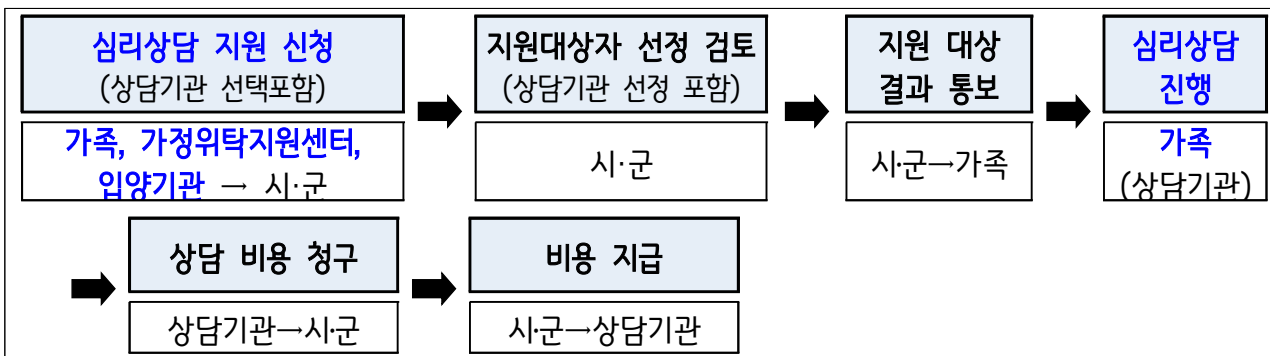 심리상담 지원 신청
(상담기관 선택포함)
가족, 가정위탁지원센터,
입양기관 → 시·군
지원대상자 선정 검토
(상담기관 선정 포함)
시·군
지원 대상
결과 통보
시·군→가족
심리상담
진행
가족
(상담기관)
상담 비용 청구
상담기관→시·군
비용 지급
시·군→상담기관